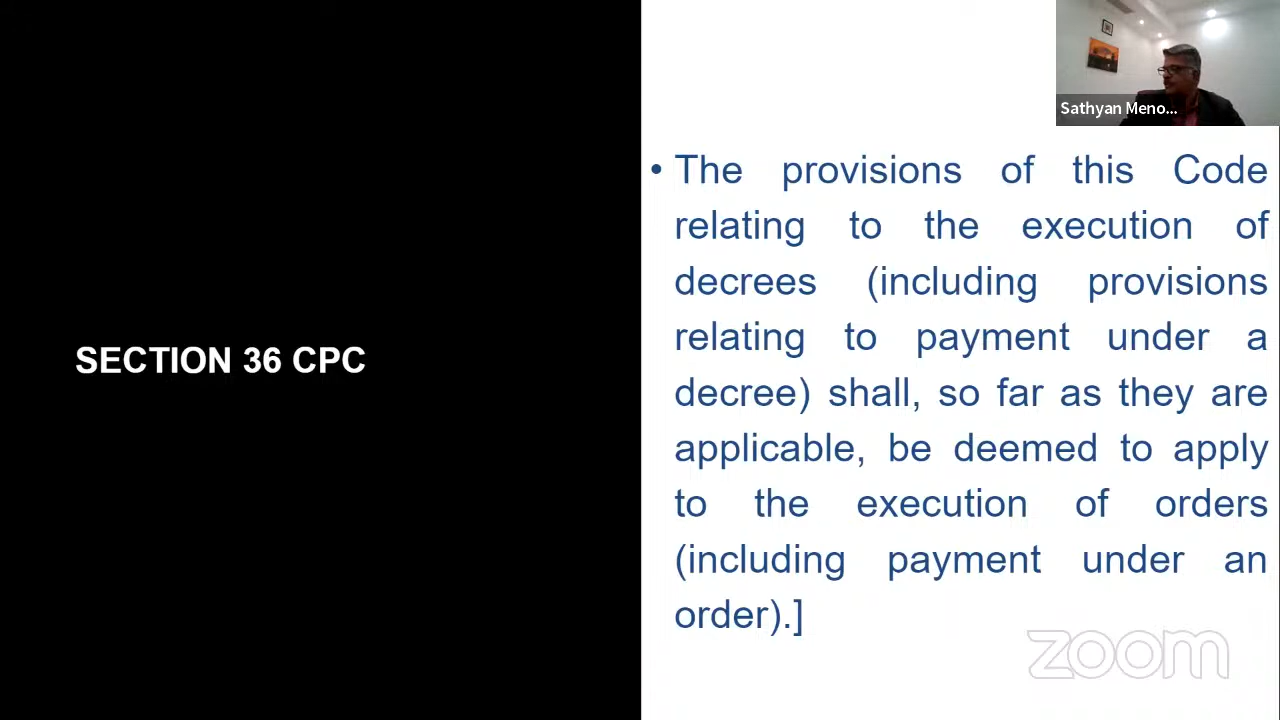 Sathyan Meno...
SECTION 36 CPC
• The provisions of this Code
relating to the execution of
decrees (including provisions
relating to payment under a
decree) shall, so far as they are
applicable, be deemed to apply
to the execution of orders
(including payment under an
order).]
zoom